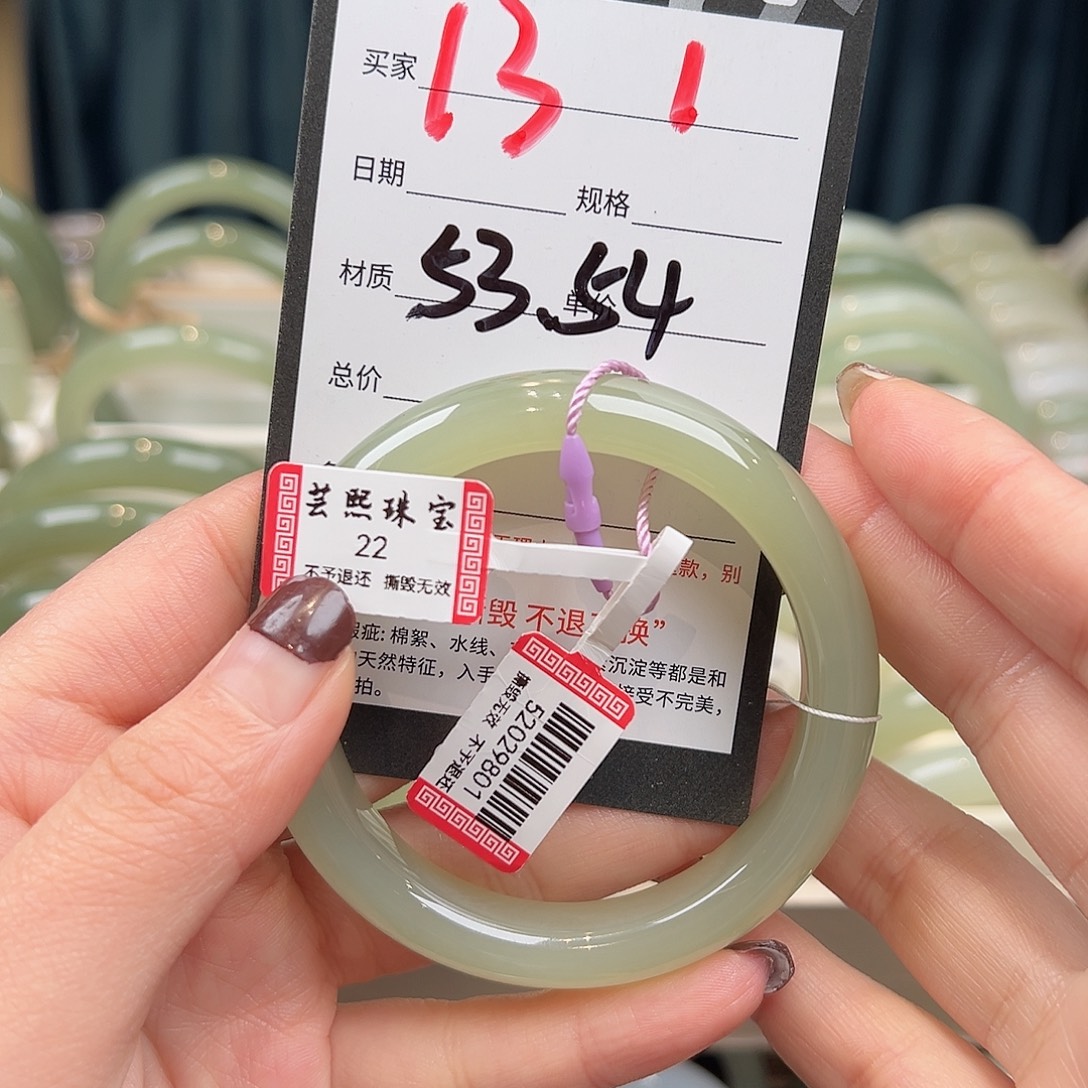 买家 13 1
日期 规格
材质 53.54 单价
总价
芸熙珠宝
22
不予退还 撕毁无效
款，别
毁 不退 换”
瑕疵: 棉絮、水线、 沉淀等都是和
天然特征，入手 接受不完美，
拍。
撕毁无效 不予退还
52029801